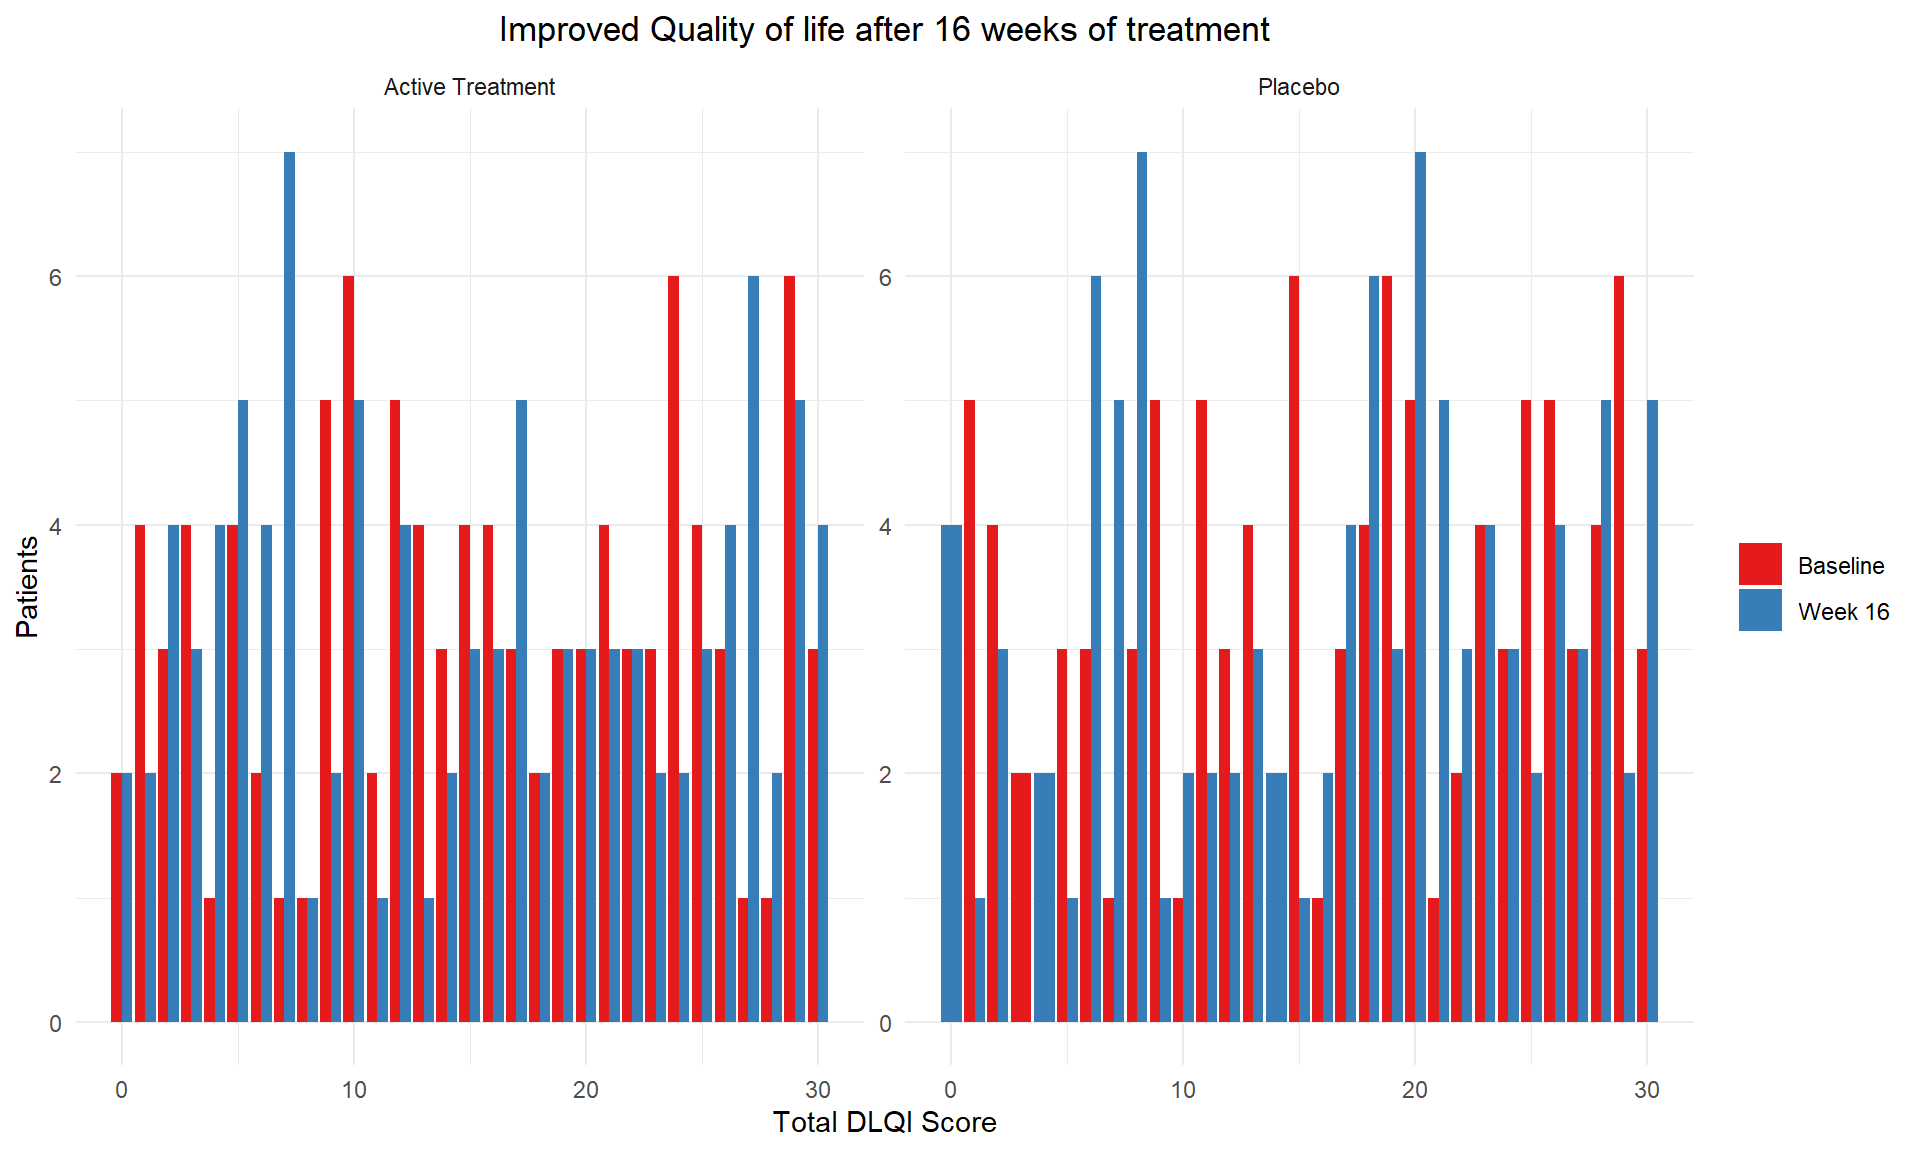 Improved Quality of life after 16 weeks of treatment
Active Treatment
Placebo
Patients
6
4
2
0
6
4
2
0
0 10 20 30
0 10 20 30
Total DLQI Score
Baseline
Week 16